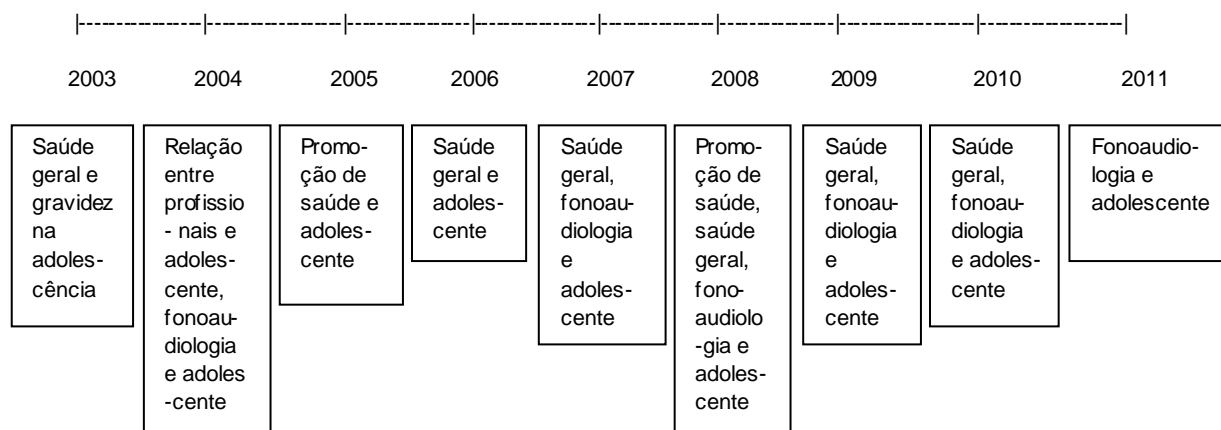 2003 2004 2005 2006 2007 2008 2009 2010 2011
Saúde
geral e
gravidez
na
adoles-
cência
Relação
entre
profissio
- nais e
adoles-
cente,
fonoau-
diologia
e adoles
-cente
Promo-
ção de
saúde e
adoles-
cente
Saúde
geral e
adoles-
cente
Saúde
geral,
fonoau-
diologia
e
adoles-
cente
Promo-
ção de
saúde,
saúde
geral,
fono-
audiolo
-gia e
adoles-
cente
Saúde
geral,
fonoau-
diologia
e
adoles-
cente
Saúde
geral,
fonoau-
diologia
e adoles-
cente
Fonoaudio-
logia e
adolescente